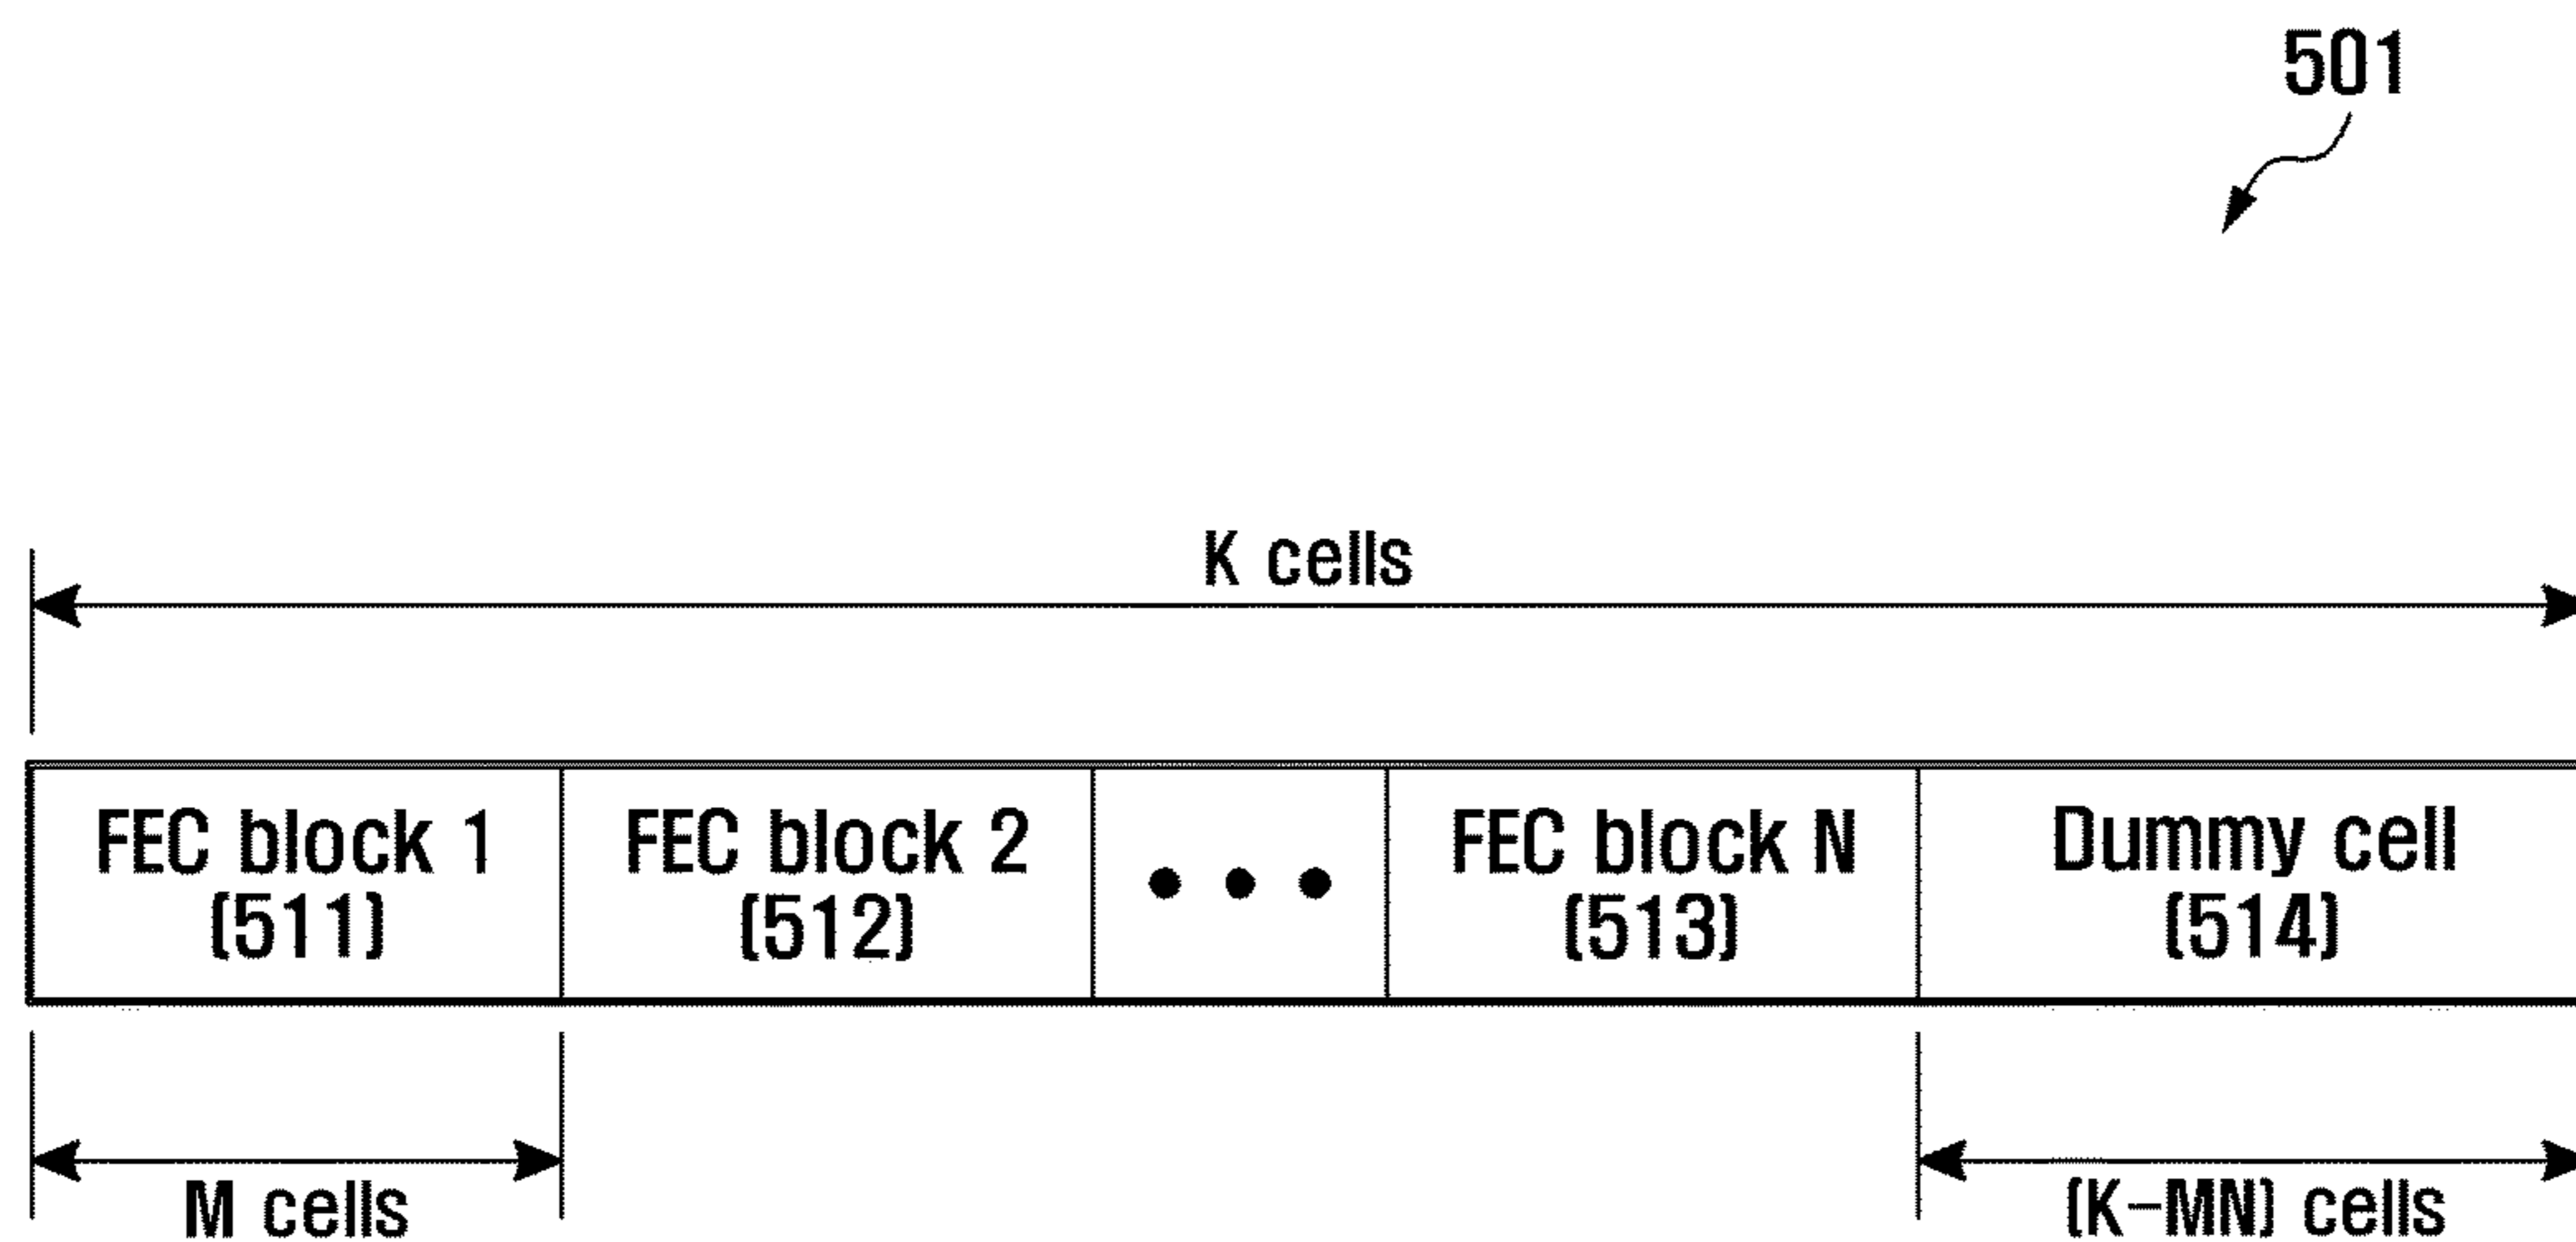 501
K cells
FEC block 1
(511)
FEC block 2
(512)
• • •
FEC block N
(513)
Dummy cell
(514)
M cells
(K-MN) cells